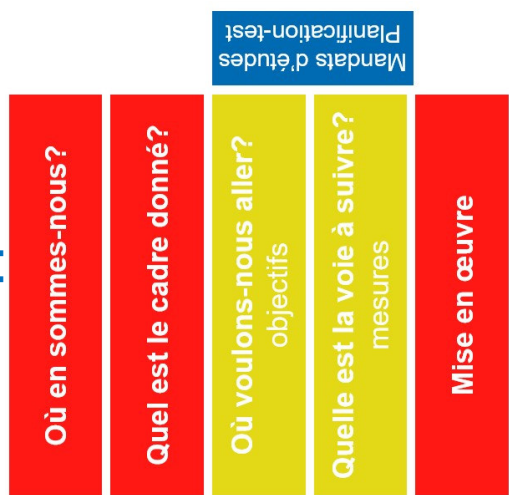 Mandats d'études
Planification-test
Où en sommes-nous?
Quel est le cadre donné?
Où voulons-nous aller?
objectifs
Quelle est la voie à suivre?
mesures
Mise en œuvre